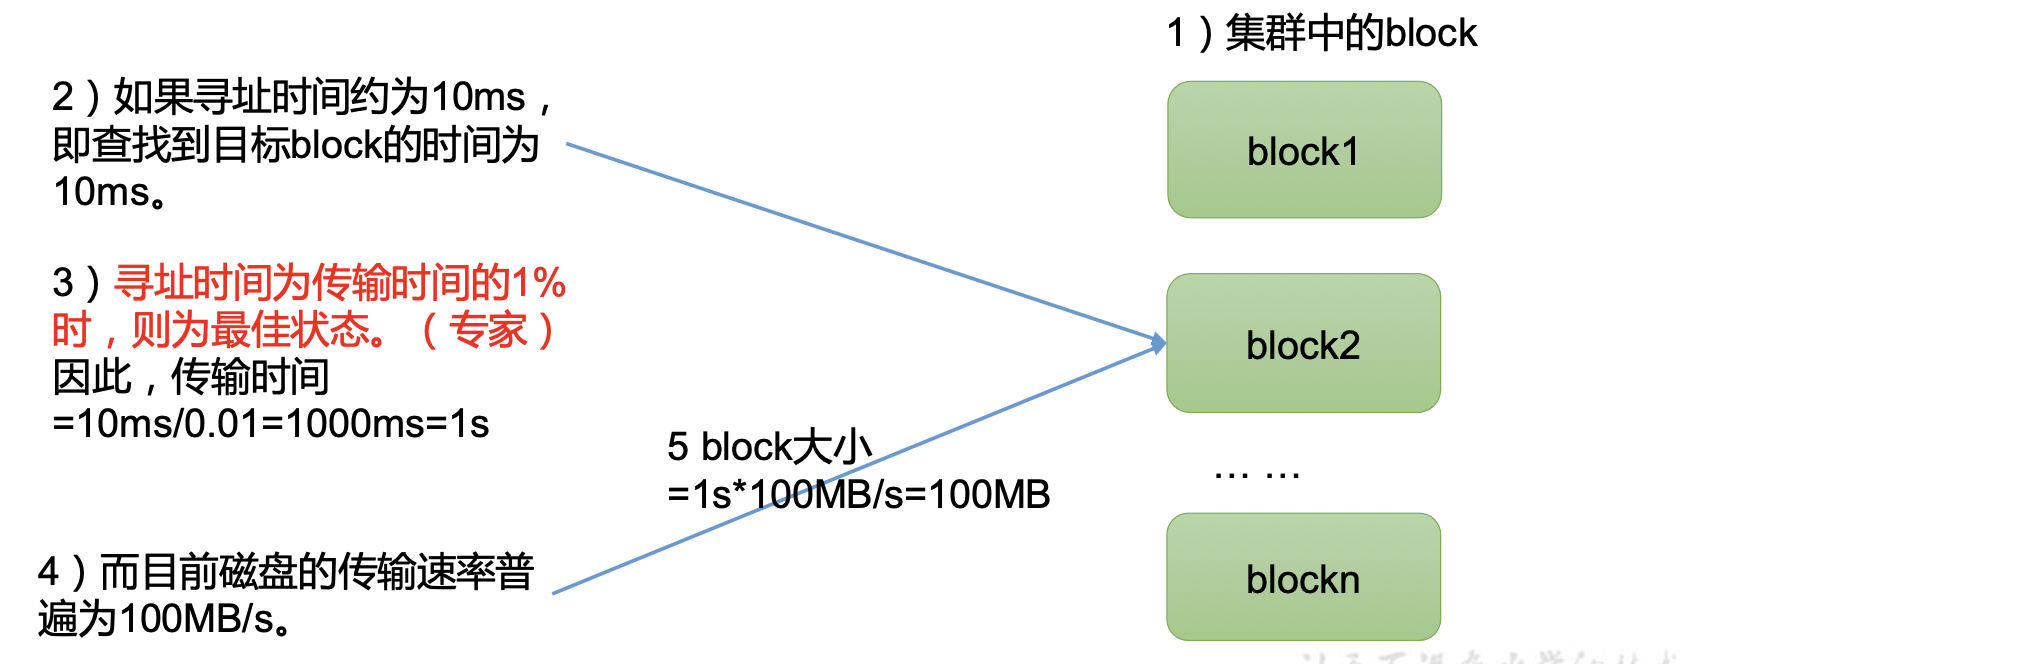 1）集群中的block
2）如果寻址时间约为10ms，
即查找到目标block的时间为
10ms。
3）寻址时间为传输时间的1%
时，则为最佳状态。（专家）
因此，传输时间
=10ms/0.01=1000ms=1s
4）而目前磁盘的传输速率普
遍为100MB/s。
5 block大小
=1s*100MB/s=100MB
block1
block2
... ...
blockn